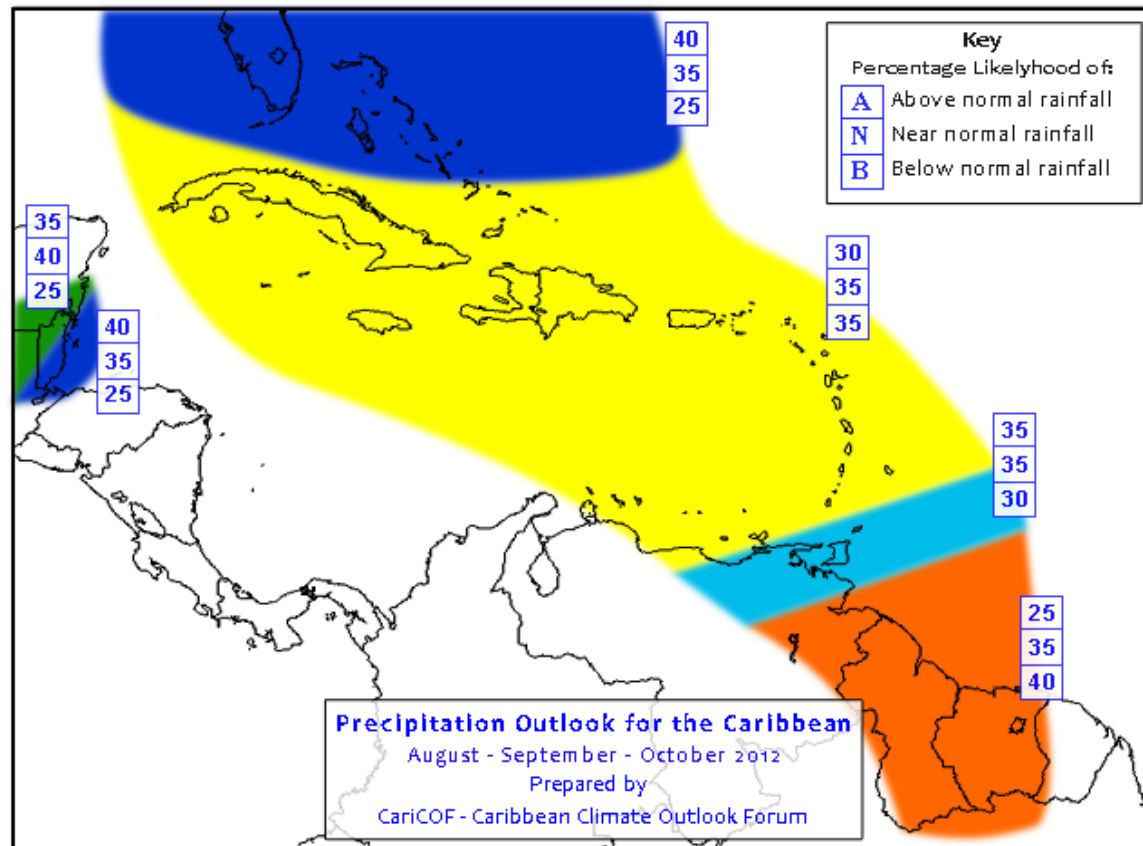 Key
Percentage Likelyhood of:
A Above normal rainfall
N Near normal rainfall
B Below normal rainfall
40
35
25
35
40
25
40
35
25
30
35
35
35
35
30
25
35
40
Precipitation Outlook for the Caribbean
August - September - October 2012
Prepared by
CariCOF - Caribbean Climate Outlook Forum